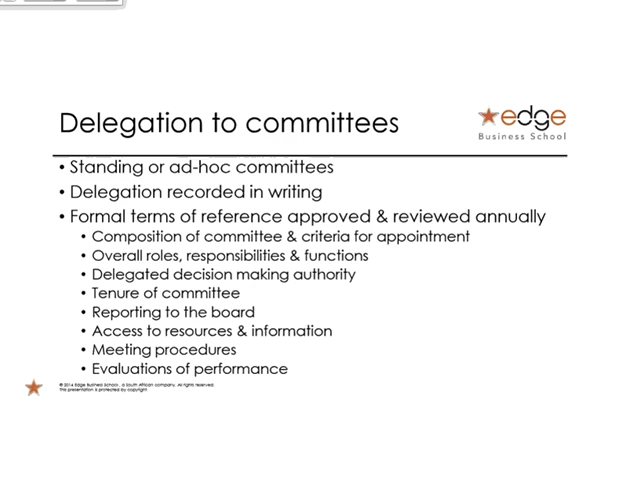 Delegation to committees
edge
Business School
• Standing or ad-hoc committees
• Delegation recorded in writing
• Formal terms of reference approved & reviewed annually
• Composition of committee & criteria for appointment
• Overall roles, responsibilities & functions
• Delegated decision making authority
• Tenure of committee
• Reporting to the board
• Access to resources & information
• Meeting procedures
• Evaluations of performance
© 2016 Edge Business School, a South African company. All rights reserved.
This presentation is protected by copyright.